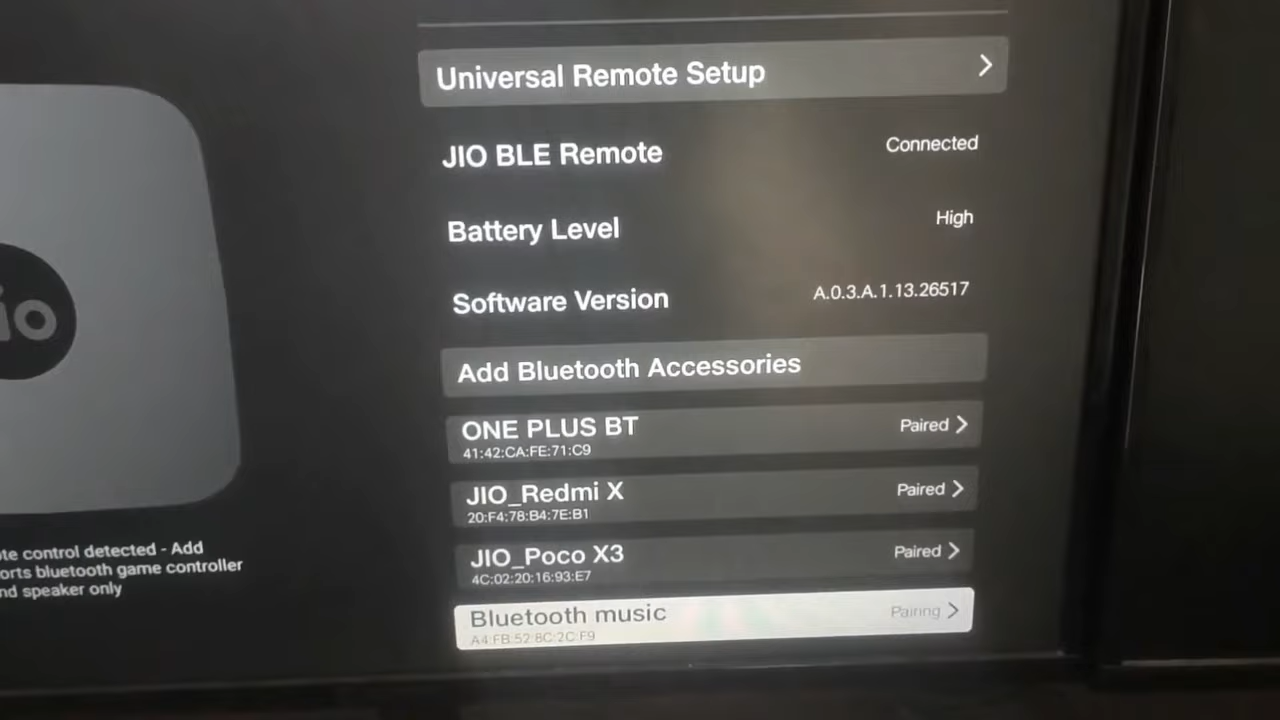 Universal Remote Setup
JIO BLE Remote Connected
Battery Level High
Software Version A.0.3.A.1.13.26517
Add Bluetooth Accessories
ONE PLUS BT Paired
41:42:CA:FE:71:C9
JIO_Redmi X Paired
20:F4:78:B4:7E:B1
JIO_Poco X3 Paired
4C:02:20:16:93:E7
Bluetooth music Pairing
A4:FB:52:8C:2C:F9
io
te control detected - Add
orts bluetooth game controller
nd speaker only